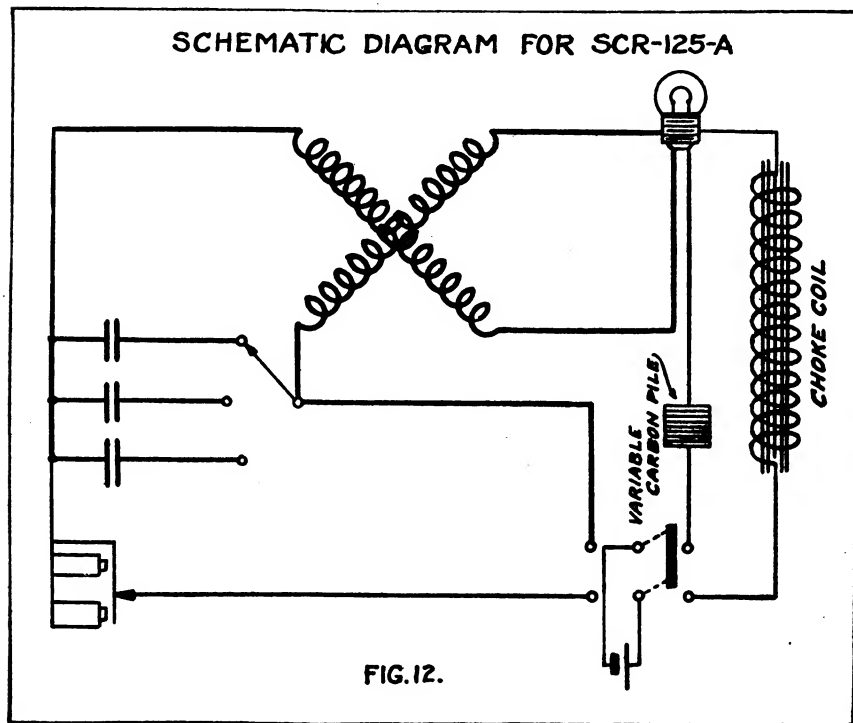 SCHEMATIC DIAGRAM FOR SCR-125-A
CHOKE COIL
VARIABLE
CARBON PILE
FIG.12.